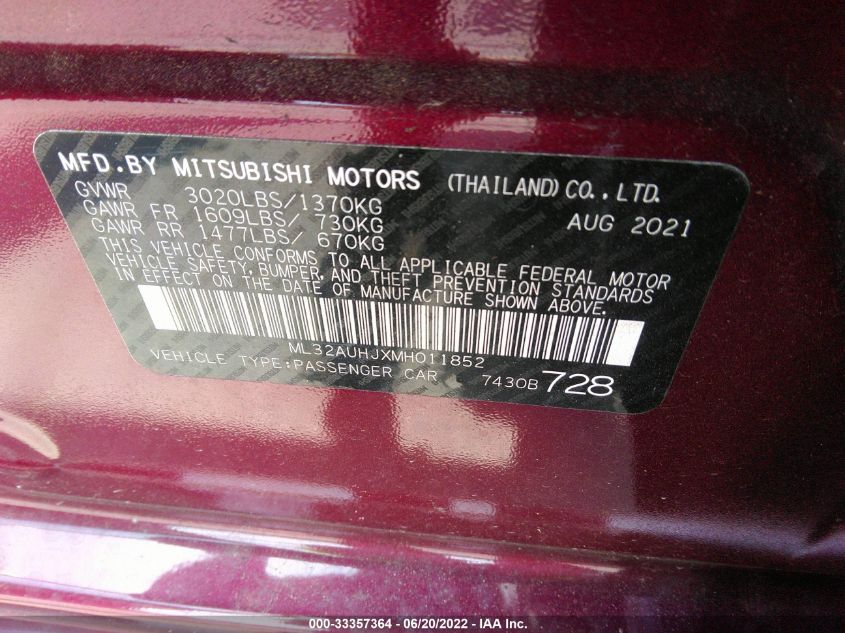 MFD.BY MITSUBISHI MOTORS (THAILAND) CO., LTD.
GVWR 3020LBS/1370KG AUG 2021
GAWR FR 1609LBS/ 730KG
GAWR RR 1477LBS/ 670KG
THIS VEHICLE CONFORMS TO ALL APPLICABLE FEDERAL MOTOR
VEHICLE SAFETY, BUMPER, AND THEFT PREVENTION STANDARDS
IN EFFECT ON THE DATE OF MANUFACTURE SHOWN ABOVE.
ML32AUHJXMH011852
VEHICLE TYPE:PASSENGER CAR 7430B 728
000-33357364 - 06/20/2022 - IAA Inc.